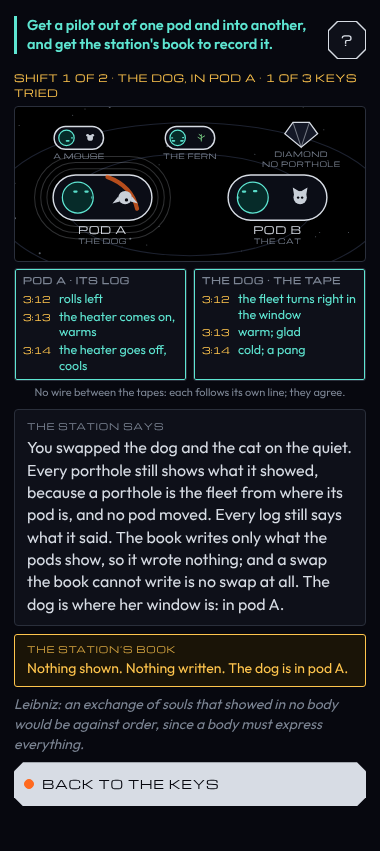 Get a pilot out of one pod and into another,
and get the station's book to record it.
?
SHIFT 1 OF 2 · THE DOG, IN POD A · 1 OF 3 KEYS
TRIED
A MOUSE
THE FERN
DIAMOND
NO PORTHOLE
POD A
THE DOG
POD B
THE CAT
POD A · ITS LOG
3:12 rolls left
3:13 the heater comes on,
warms
3:14 the heater goes off,
cools
THE DOG · THE TAPE
3:12 the fleet turns right in
the window
3:13 warm; glad
3:14 cold; a pang
No wire between the tapes: each follows its own line; they agree.
THE STATION SAYS
You swapped the dog and the cat on the quiet.
Every porthole still shows what it showed,
because a porthole is the fleet from where its
pod is, and no pod moved. Every log still says
what it said. The book writes only what the
pods show, so it wrote nothing; and a swap
the book cannot write is no swap at all. The
dog is where her window is: in pod A.
THE STATION'S BOOK
Nothing shown. Nothing written. The dog is in pod A.
Leibniz: an exchange of souls that showed in no body
would be against order, since a body must express
everything.
BACK TO THE KEYS